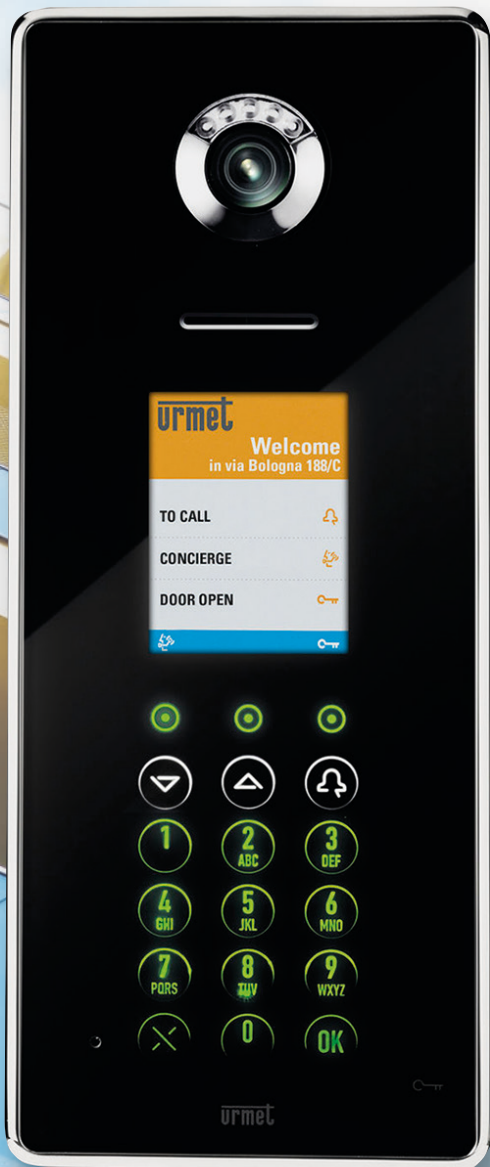 urmet
Welcome
in via Bologna 188/C
TO CALL
CONCIERGE
DOOR OPEN
1 2 3
ABC DEF
4 5 6
GHI JKL MNO
7 8 9
PQRS TUV WXYZ
0 OK
urmet